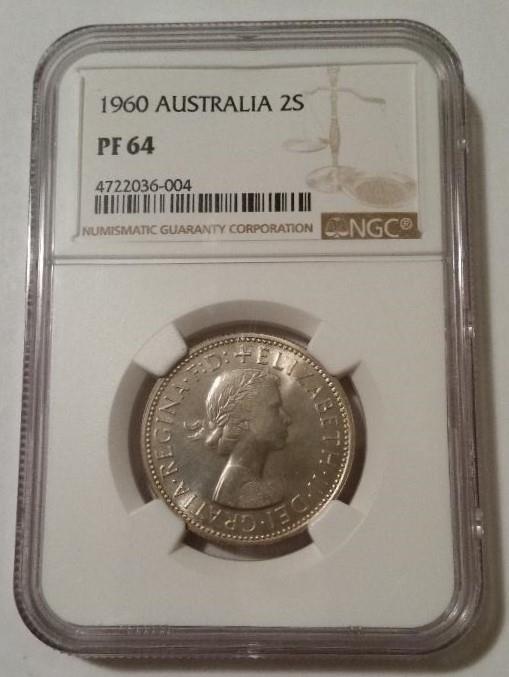 1960 AUSTRALIA 2S
PF 64
4722036-004
NUMISMATIC GUARANTY CORPORATION
NGC®
+ELIZABETH·II·DEI·GRATIA·REGINA·F:D: